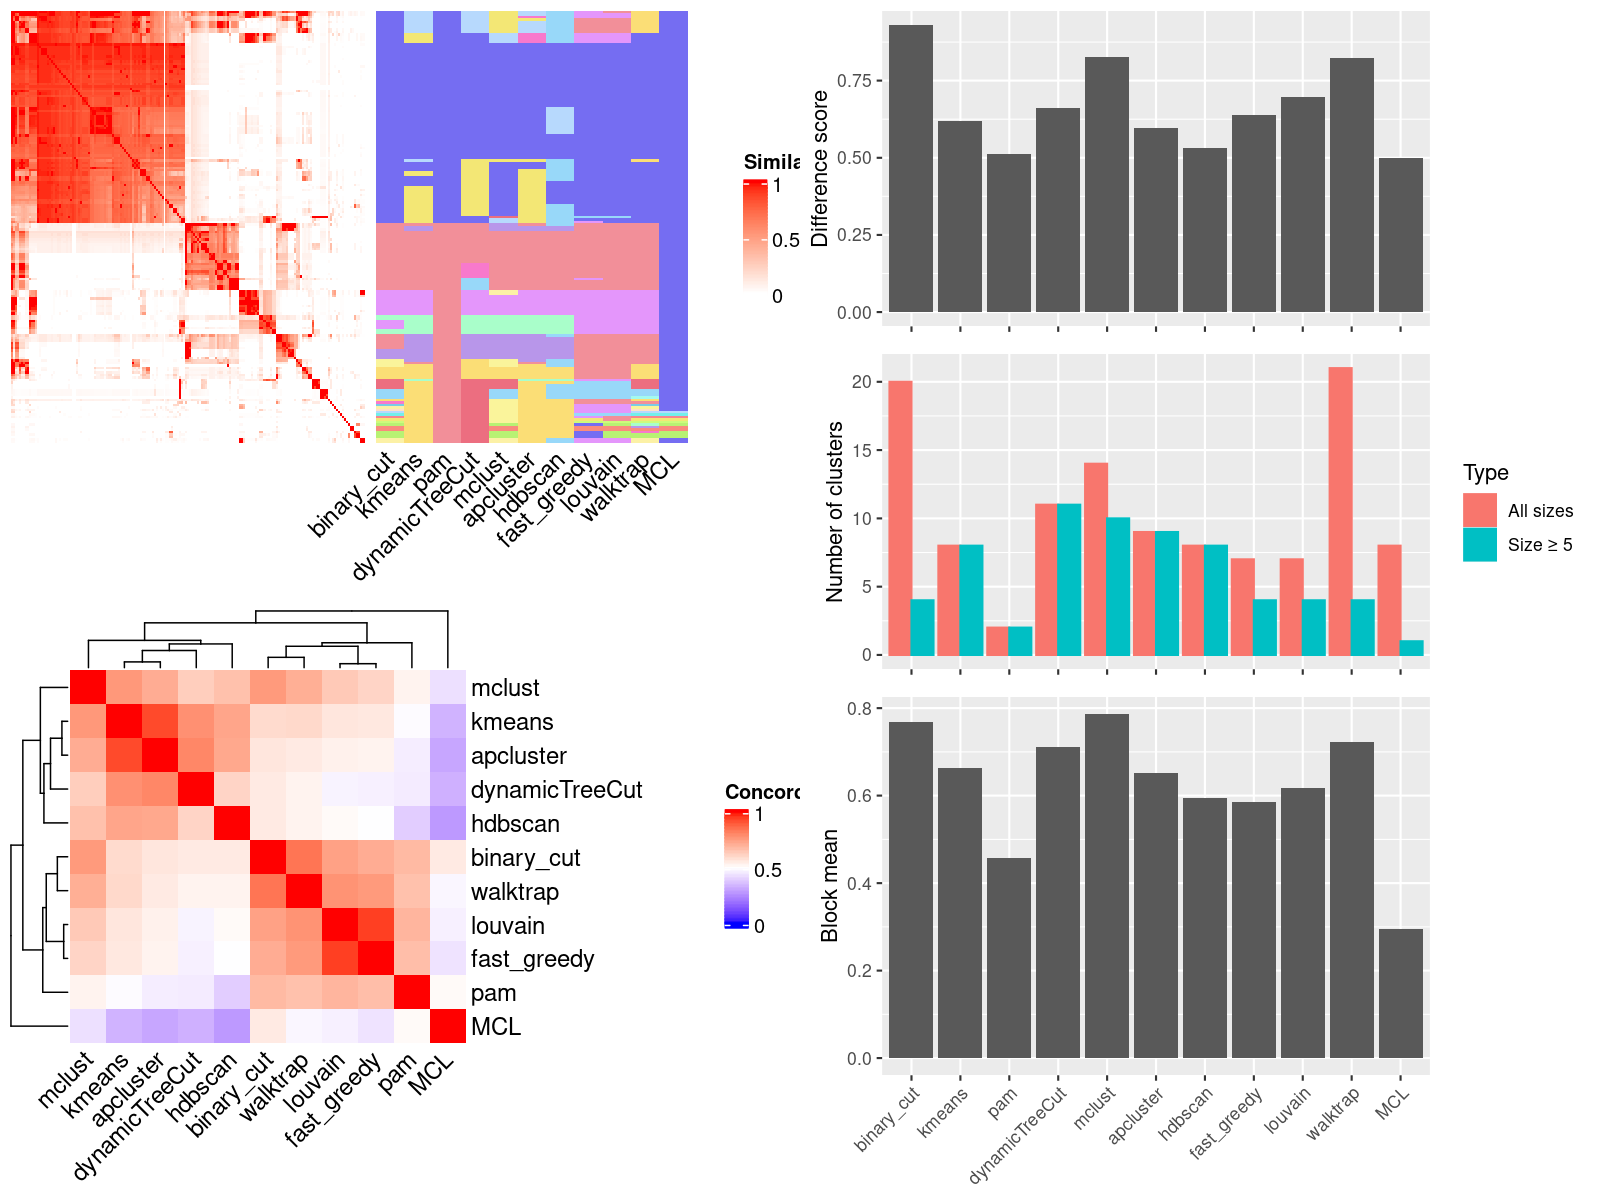 Simila
1
0.5
0
binary_cut
kmeans
pam
dynamicTreeCut
mclust
apcluster
hdbscan
fast_greedy
louvain
walktrap
MCL
Difference score
0.75
0.50
0.25
0.00
Number of clusters
20
15
10
5
0
Type
All sizes
Size ≥ 5
mclust
kmeans
apcluster
dynamicTreeCut
hdbscan
binary_cut
walktrap
louvain
fast_greedy
pam
MCL
mclust
kmeans
apcluster
dynamicTreeCut
hdbscan
binary_cut
walktrap
louvain
fast_greedy
pam
MCL
Concord
1
0.5
0
Block mean
0.8
0.6
0.4
0.2
0.0
binary_cut
kmeans
pam
dynamicTreeCut
mclust
apcluster
hdbscan
fast_greedy
louvain
walktrap
MCL